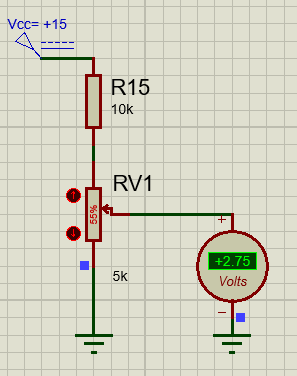 Vcc= +15
R15
10k
RV1
55%
+
+2.75
Volts
5k
−